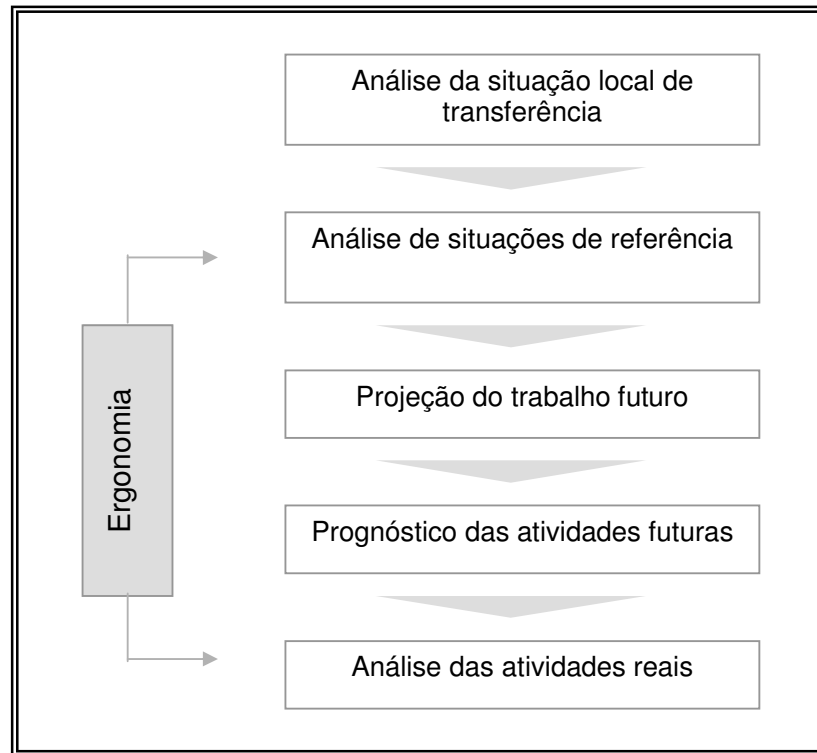 Análise da situação local de
transferência
Análise de situações de referência
Ergonomia
Projeção do trabalho futuro
Prognóstico das atividades futuras
Análise das atividades reais